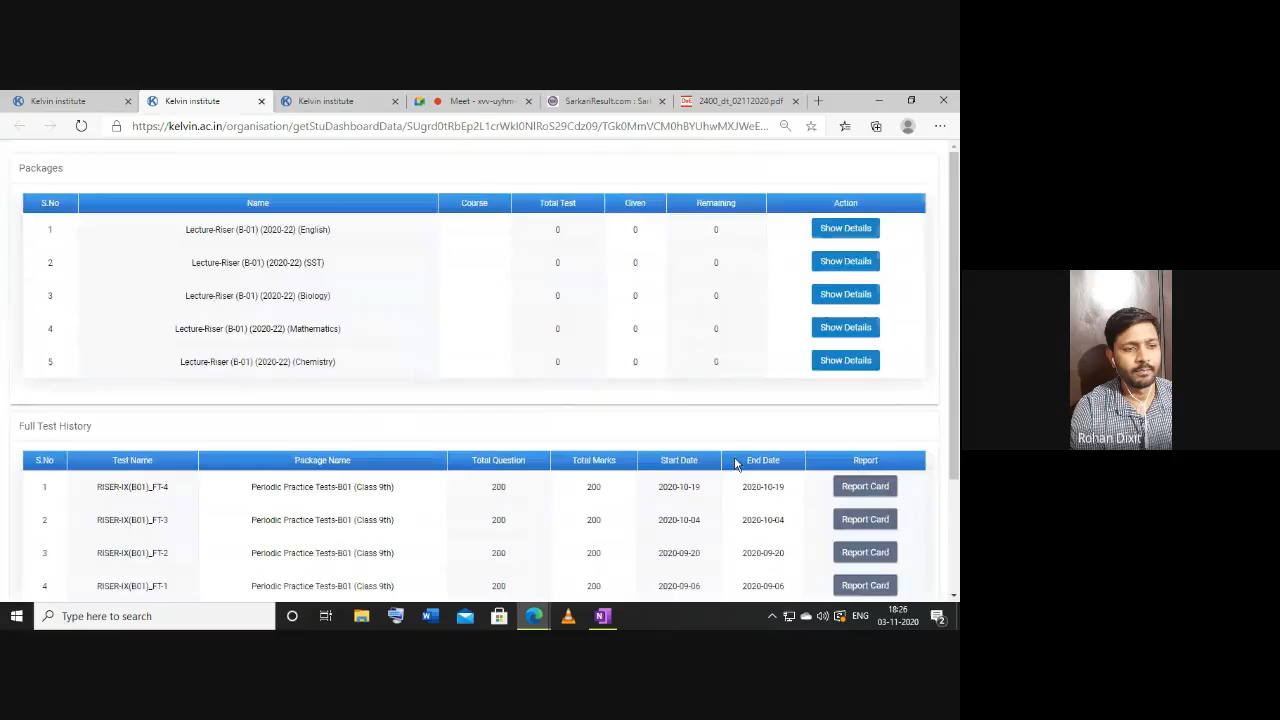 Kelvin institute
Kelvin institute
Kelvin institute
Meet - xvv-uyhm-
SarkariResult.com : Sark
2400_dt_02112020.pdf
https://kelvin.ac.in/organisation/getStuDashboardData/
Packages
S.No Name Course Total Test Given Remaining Action
1 Lecture-Riser (B-01) (2020-22) (English) 0 0 0 Show Details
2 Lecture-Riser (B-01) (2020-22) (SST) 0 0 0 Show Details
3 Lecture-Riser (B-01) (2020-22) (Biology) 0 0 0 Show Details
4 Lecture-Riser (B-01) (2020-22) (Mathematics) 0 0 0 Show Details
5 Lecture-Riser (B-01) (2020-22) (Chemistry) 0 0 0 Show Details
Full Test History
S.No Test Name Package Name Total Question Total Marks Start Date End Date Report
1 RISER-IX(B01)_FT-4 Periodic Practice Tests-B01 (Class 9th) 200 200 2020-10-19 2020-10-19 Report Card
2 RISER-IX(B01)_FT-3 Periodic Practice Tests-B01 (Class 9th) 200 200 2020-10-04 2020-10-04 Report Card
3 RISER-IX(B01)_FT-2 Periodic Practice Tests-B01 (Class 9th) 200 200 2020-09-20 2020-09-20 Report Card
4 RISER-IX(B01)_FT-1 Periodic Practice Tests-B01 (Class 9th) 200 200 2020-09-06 2020-09-06 Report Card
Type here to search
ENG
18:26
03-11-2020
2
Rohan Dixit